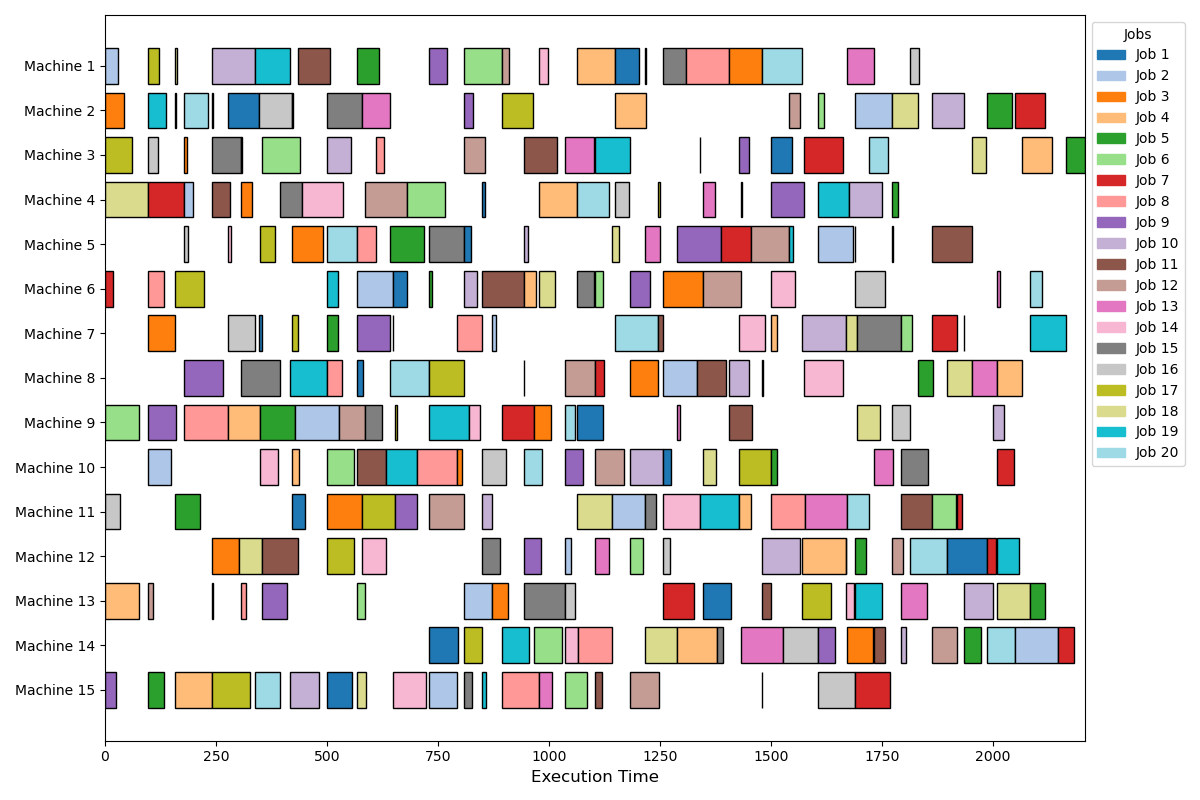 Jobs
Machine 1
Machine 2
Machine 3
Machine 4
Machine 5
Machine 6
Machine 7
Machine 8
Machine 9
Machine 10
Machine 11
Machine 12
Machine 13
Machine 14
Machine 15
Job 1
Job 2
Job 3
Job 4
Job 5
Job 6
Job 7
Job 8
Job 9
Job 10
Job 11
Job 12
Job 13
Job 14
Job 15
Job 16
Job 17
Job 18
Job 19
Job 20
0 250 500 750 1000 1250 1500 1750 2000
Execution Time